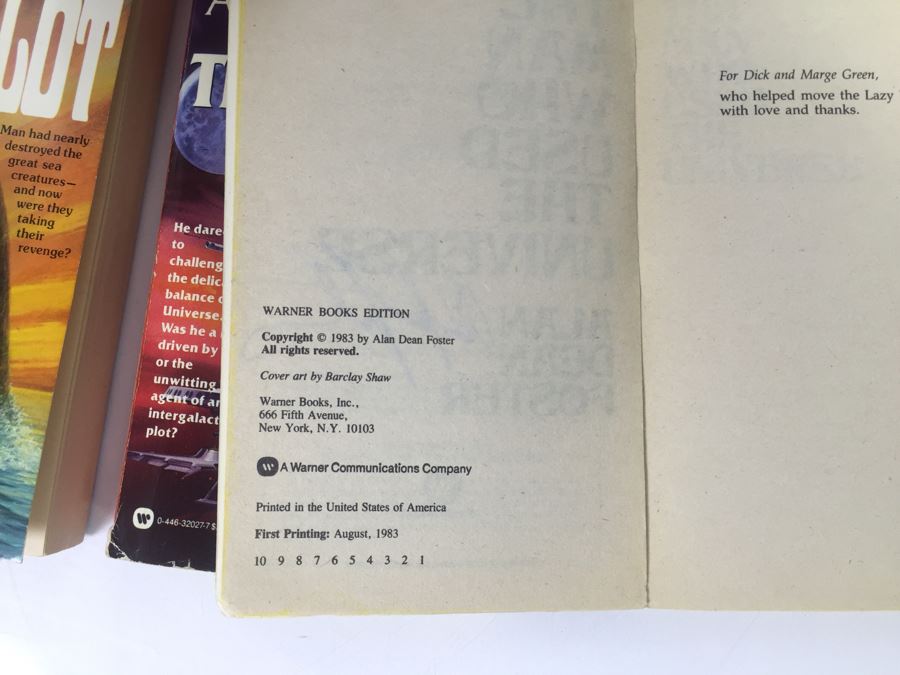 LOT
Man had nearly
destroyed the
great sea
creatures—
and now
were they
taking
their
revenge?
A
T
He dare
to
challeng
the delic
balance o
Universe.
Was he a
driven by
or the
unwitting
agent of an
intergalact
plot?
0-446-32027-7 $
WARNER BOOKS EDITION
Copyright © 1983 by Alan Dean Foster
All rights reserved.
Cover art by Barclay Shaw
Warner Books, Inc.,
666 Fifth Avenue,
New York, N.Y. 10103
A Warner Communications Company
Printed in the United States of America
First Printing: August, 1983
10 9 8 7 6 5 4 3 2 1
For Dick and Marge Green,
who helped move the Lazy
with love and thanks.